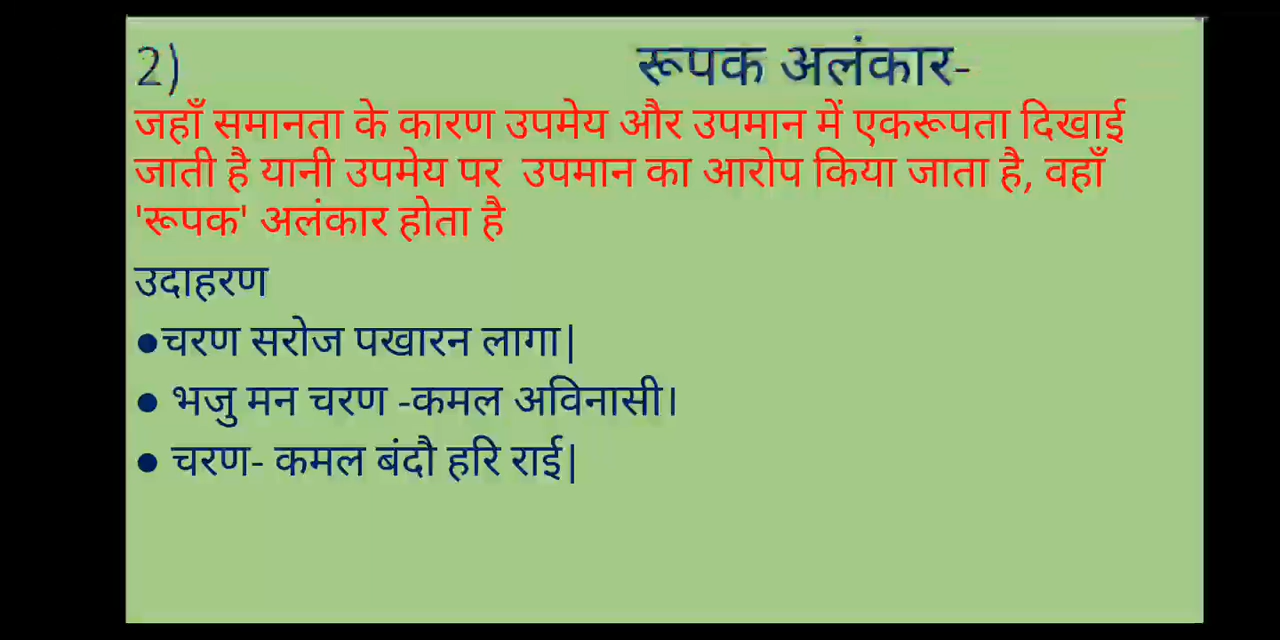 2) रूपक अलंकार-
जहाँ समानता के कारण उपमेय और उपमान में एकरूपता दिखाई
जाती है यानी उपमेय पर उपमान का आरोप किया जाता है, वहाँ
'रूपक' अलंकार होता है
उदाहरण
●चरण सरोज पखारन लागा|
● भजु मन चरण -कमल अविनासी।
● चरण- कमल बंदौ हरि राई|